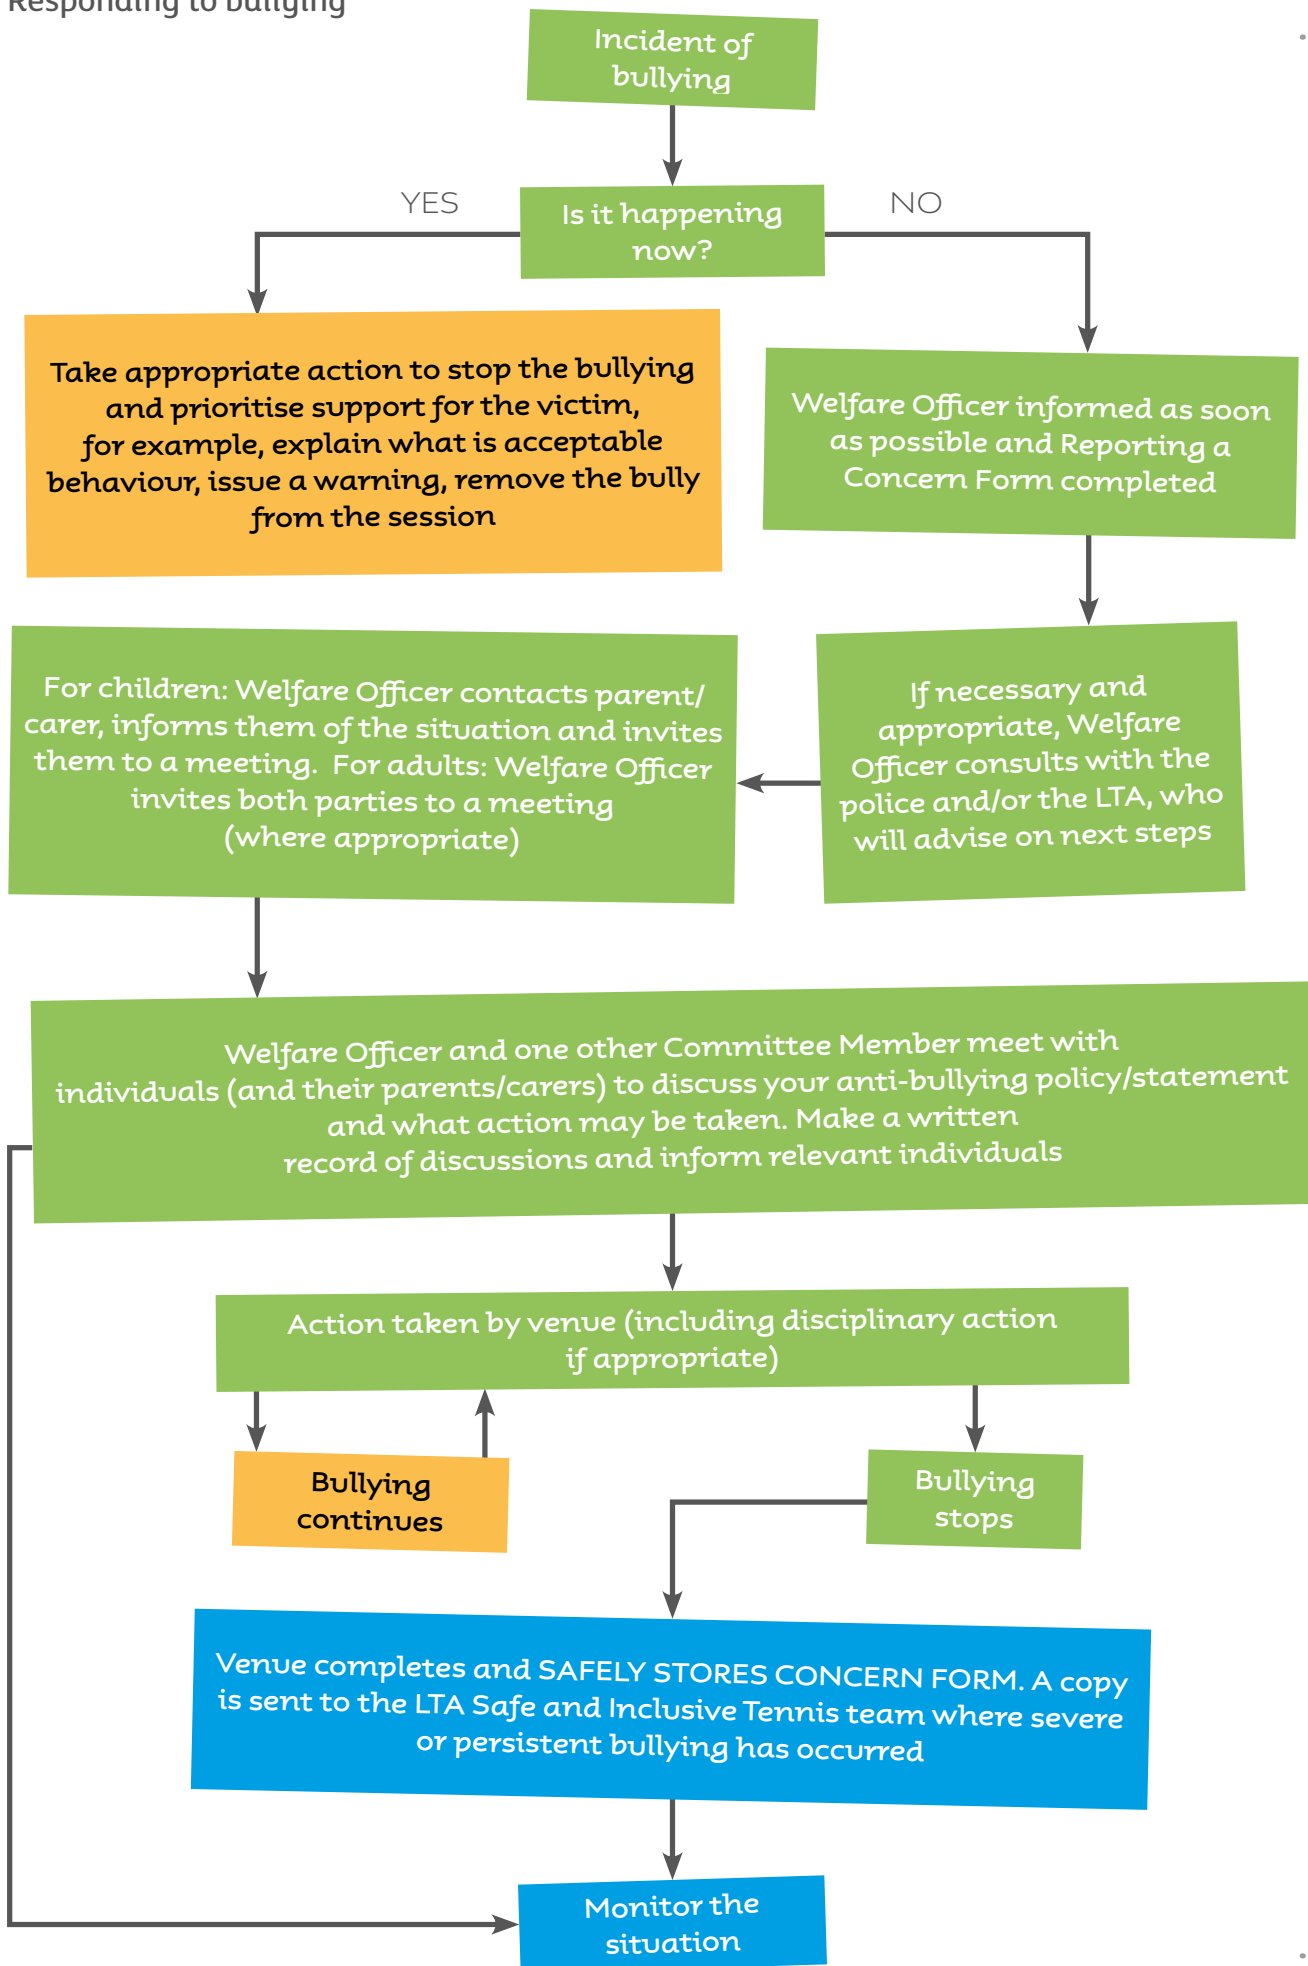 Responding to bullying
Incident of
bullying
Is it happening
now?
YES
NO
Take appropriate action to stop the bullying
and prioritise support for the victim,
for example, explain what is acceptable
behaviour, issue a warning, remove the bully
from the session
Welfare Officer informed as soon
as possible and Reporting a
Concern Form completed
If necessary and
appropriate, Welfare
Officer consults with the
police and/or the LTA, who
will advise on next steps
For children: Welfare Officer contacts parent/
carer, informs them of the situation and invites
them to a meeting. For adults: Welfare Officer
invites both parties to a meeting
(where appropriate)
Welfare Officer and one other Committee Member meet with
individuals (and their parents/carers) to discuss your anti-bullying policy/statement
and what action may be taken. Make a written
record of discussions and inform relevant individuals
Action taken by venue (including disciplinary action
if appropriate)
Bullying
continues
Bullying
stops
Venue completes and SAFELY STORES CONCERN FORM. A copy
is sent to the LTA Safe and Inclusive Tennis team where severe
or persistent bullying has occurred
Monitor the
situation